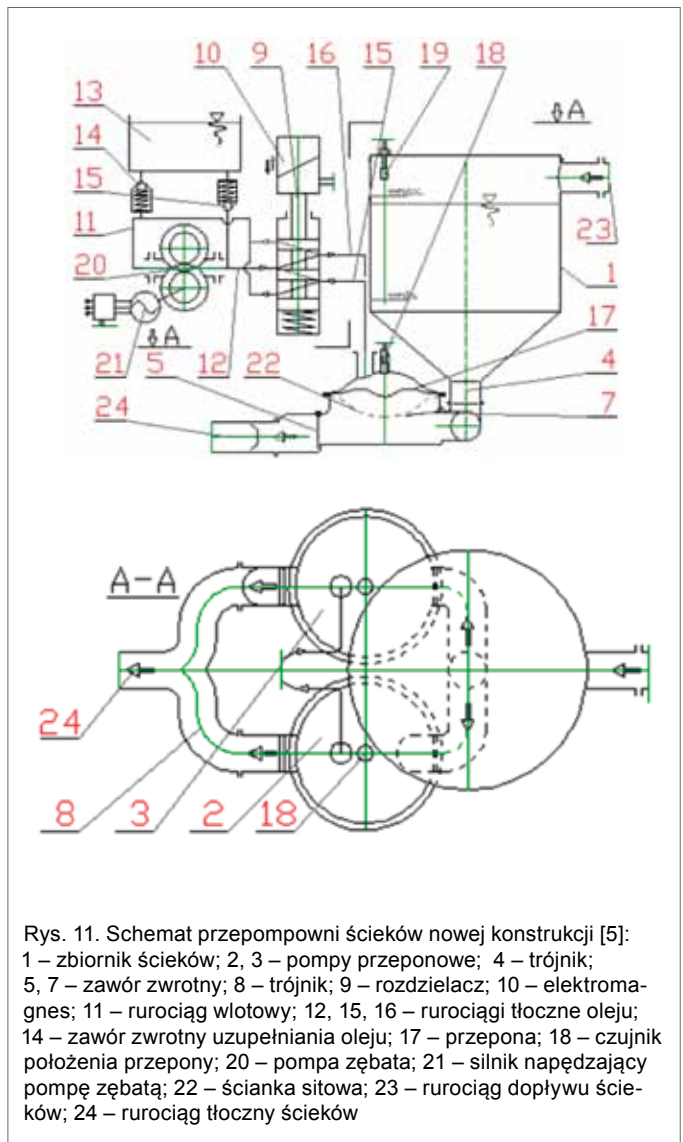 10 9 16 15 19 18
13
A
14
15
11
23
20
1
A
17
21 5 12 22 4
24
7
A-A
24
8 3 2 18
Rys. 11. Schemat przepompowni ścieków nowej konstrukcji [5]:
1 – zbiornik ścieków; 2, 3 – pompy przeponowe; 4 – trójnik;
5, 7 – zawór zwrotny; 8 – trójnik; 9 – rozdzielacz; 10 – elektroma-
gnes; 11 – rurociąg wlotowy; 12, 15, 16 – rurociągi tłoczne oleju;
14 – zawór zwrotny uzupełniania oleju; 17 – przepona; 18 – czujnik
położenia przepony; 20 – pompa zębata; 21 – silnik napędzający
pompę zębatą; 22 – ścianka sitowa; 23 – rurociąg dopływu ście-
ków; 24 – rurociąg tłoczny ścieków